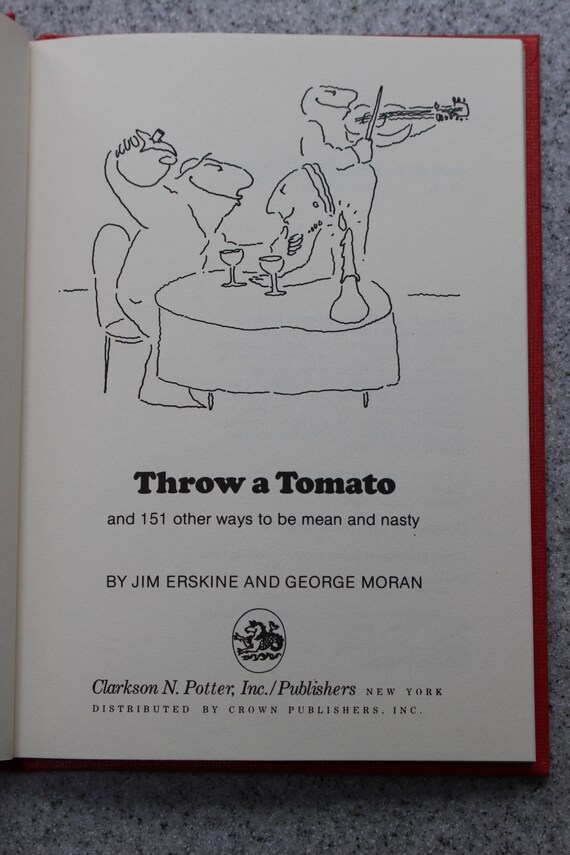 Throw a Tomato
and 151 other ways to be mean and nasty
BY JIM ERSKINE AND GEORGE MORAN
Clarkson N. Potter, Inc./Publishers NEW YORK
DISTRIBUTED BY CROWN PUBLISHERS, INC.